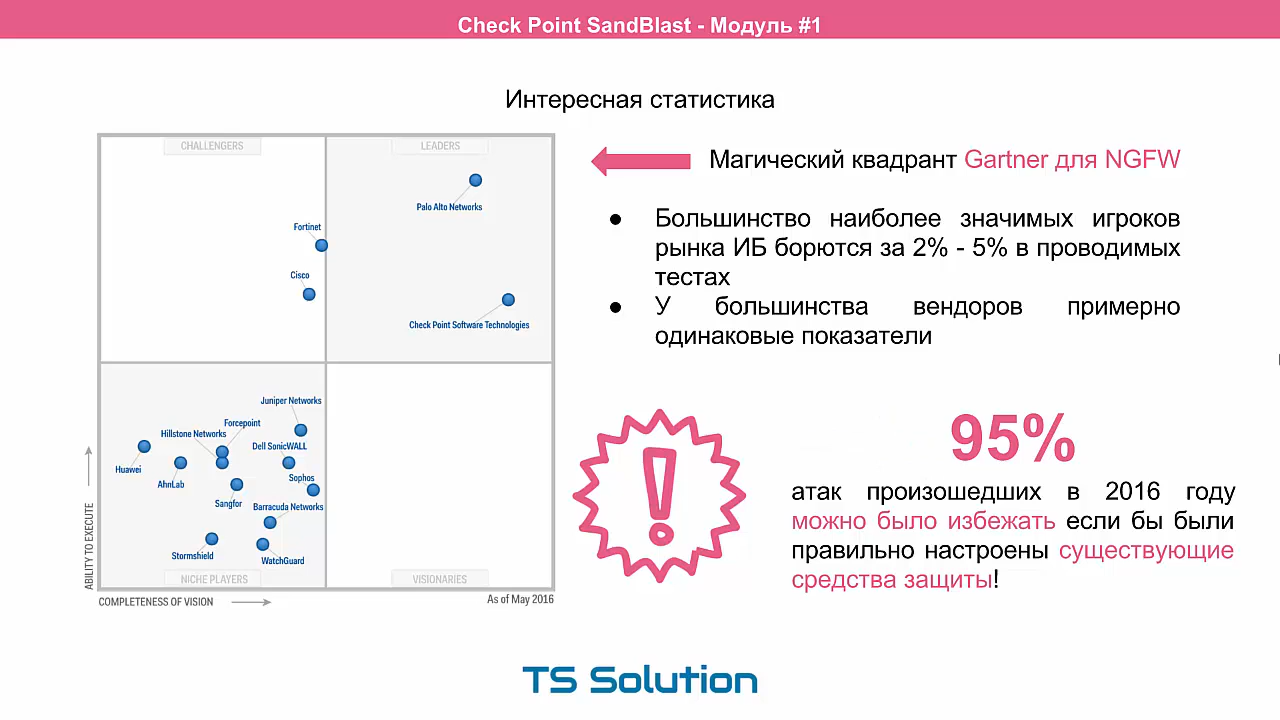 Check Point SandBlast - Модуль #1
Интересная статистика
CHALLENGERS
LEADERS
Palo Alto Networks
Fortinet
Cisco
Check Point Software Technologies
Juniper Networks
Forcepoint
Hillstone Networks
Dell SonicWALL
Huawei
AhnLab
Sophos
Sangfor
Barracuda Networks
Stormshield
WatchGuard
NICHE PLAYERS
VISIONARIES
ABILITY TO EXECUTE
COMPLETENESS OF VISION
As of May 2016
Магический квадрант Gartner для NGFW
● Большинство наиболее значимых игроков
рынка ИБ борются за 2% - 5% в проводимых
тестах
● У большинства вендоров примерно
одинаковые показатели
95%
атак произошедших в 2016 году
можно было избежать если бы были
правильно настроены существующие
средства защиты!
TS Solution